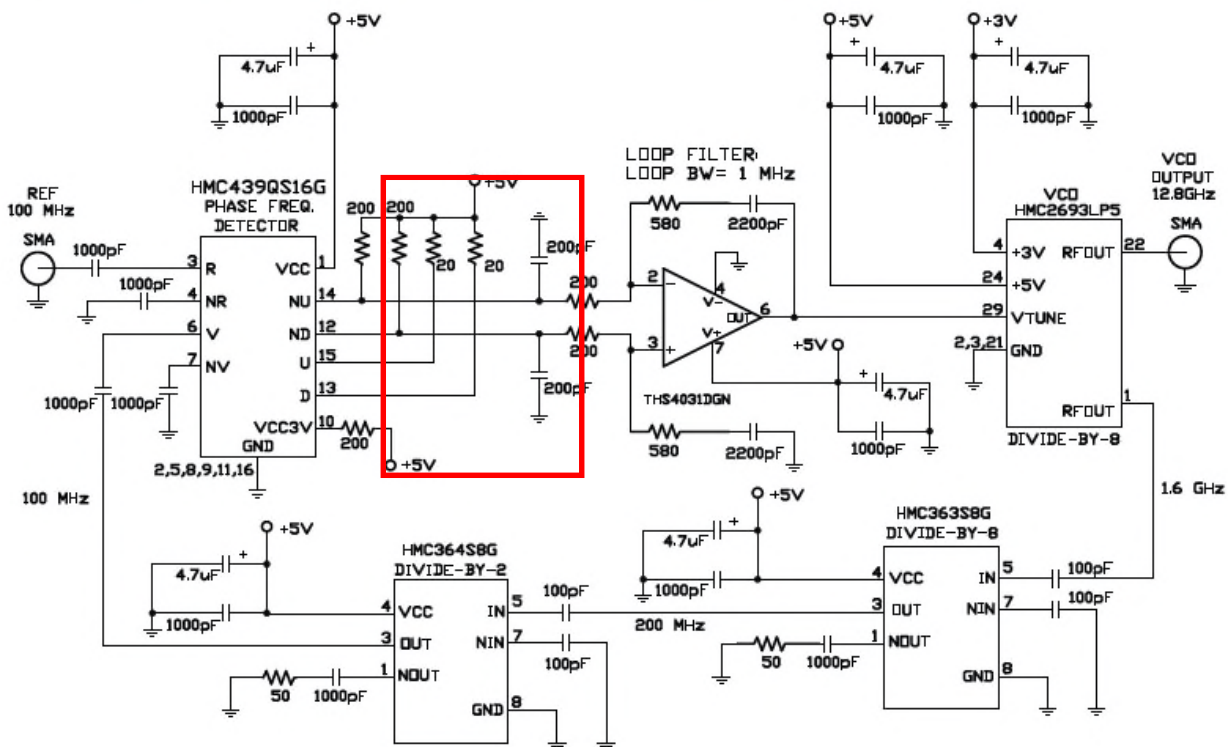 +5V
+5V
+3V
+
4.7uF
1000pF
+
4.7uF
1000pF
+
4.7uF
1000pF
REF
100 MHz
SMA
1000pF
1000pF
HMC439QS16G
PHASE FREQ.
DETECTOR
3 R
4 NR
6 V
7 NV
VCC 1
NU 14
ND 12
U 15
D 13
VCC3V 10
GND
2,5,8,9,11,16
1000pF
1000pF
200
+5V
200
200
20
20
+5V
200pF
200pF
200
200
LOOP FILTER:
LOOP BW= 1 MHz
580
2200pF
2 -
3 +
4
V-
OUT 6
V+
7
THS4031DGN
580
2200pF
+5V
+
4.7uF
1000pF
VCO
HMC2693LP5
4 +3V
24 +5V
29 VTUNE
2,3,21 GND
RFOUT 22
RFOUT 1
DIVIDE-BY-8
VCO
OUTPUT
12.8GHz
SMA
1.6 GHz
100 MHz
+5V
+
4.7uF
1000pF
HMC364S8G
DIVIDE-BY-2
4 VCC
3 OUT
1 NOUT
IN 5
NIN 7
GND 8
50
1000pF
100pF
100pF
200 MHz
+5V
+
4.7uF
1000pF
HMC363S8G
DIVIDE-BY-8
4 VCC
3 OUT
1 NOUT
IN 5
NIN 7
GND 8
50
1000pF
100pF
100pF